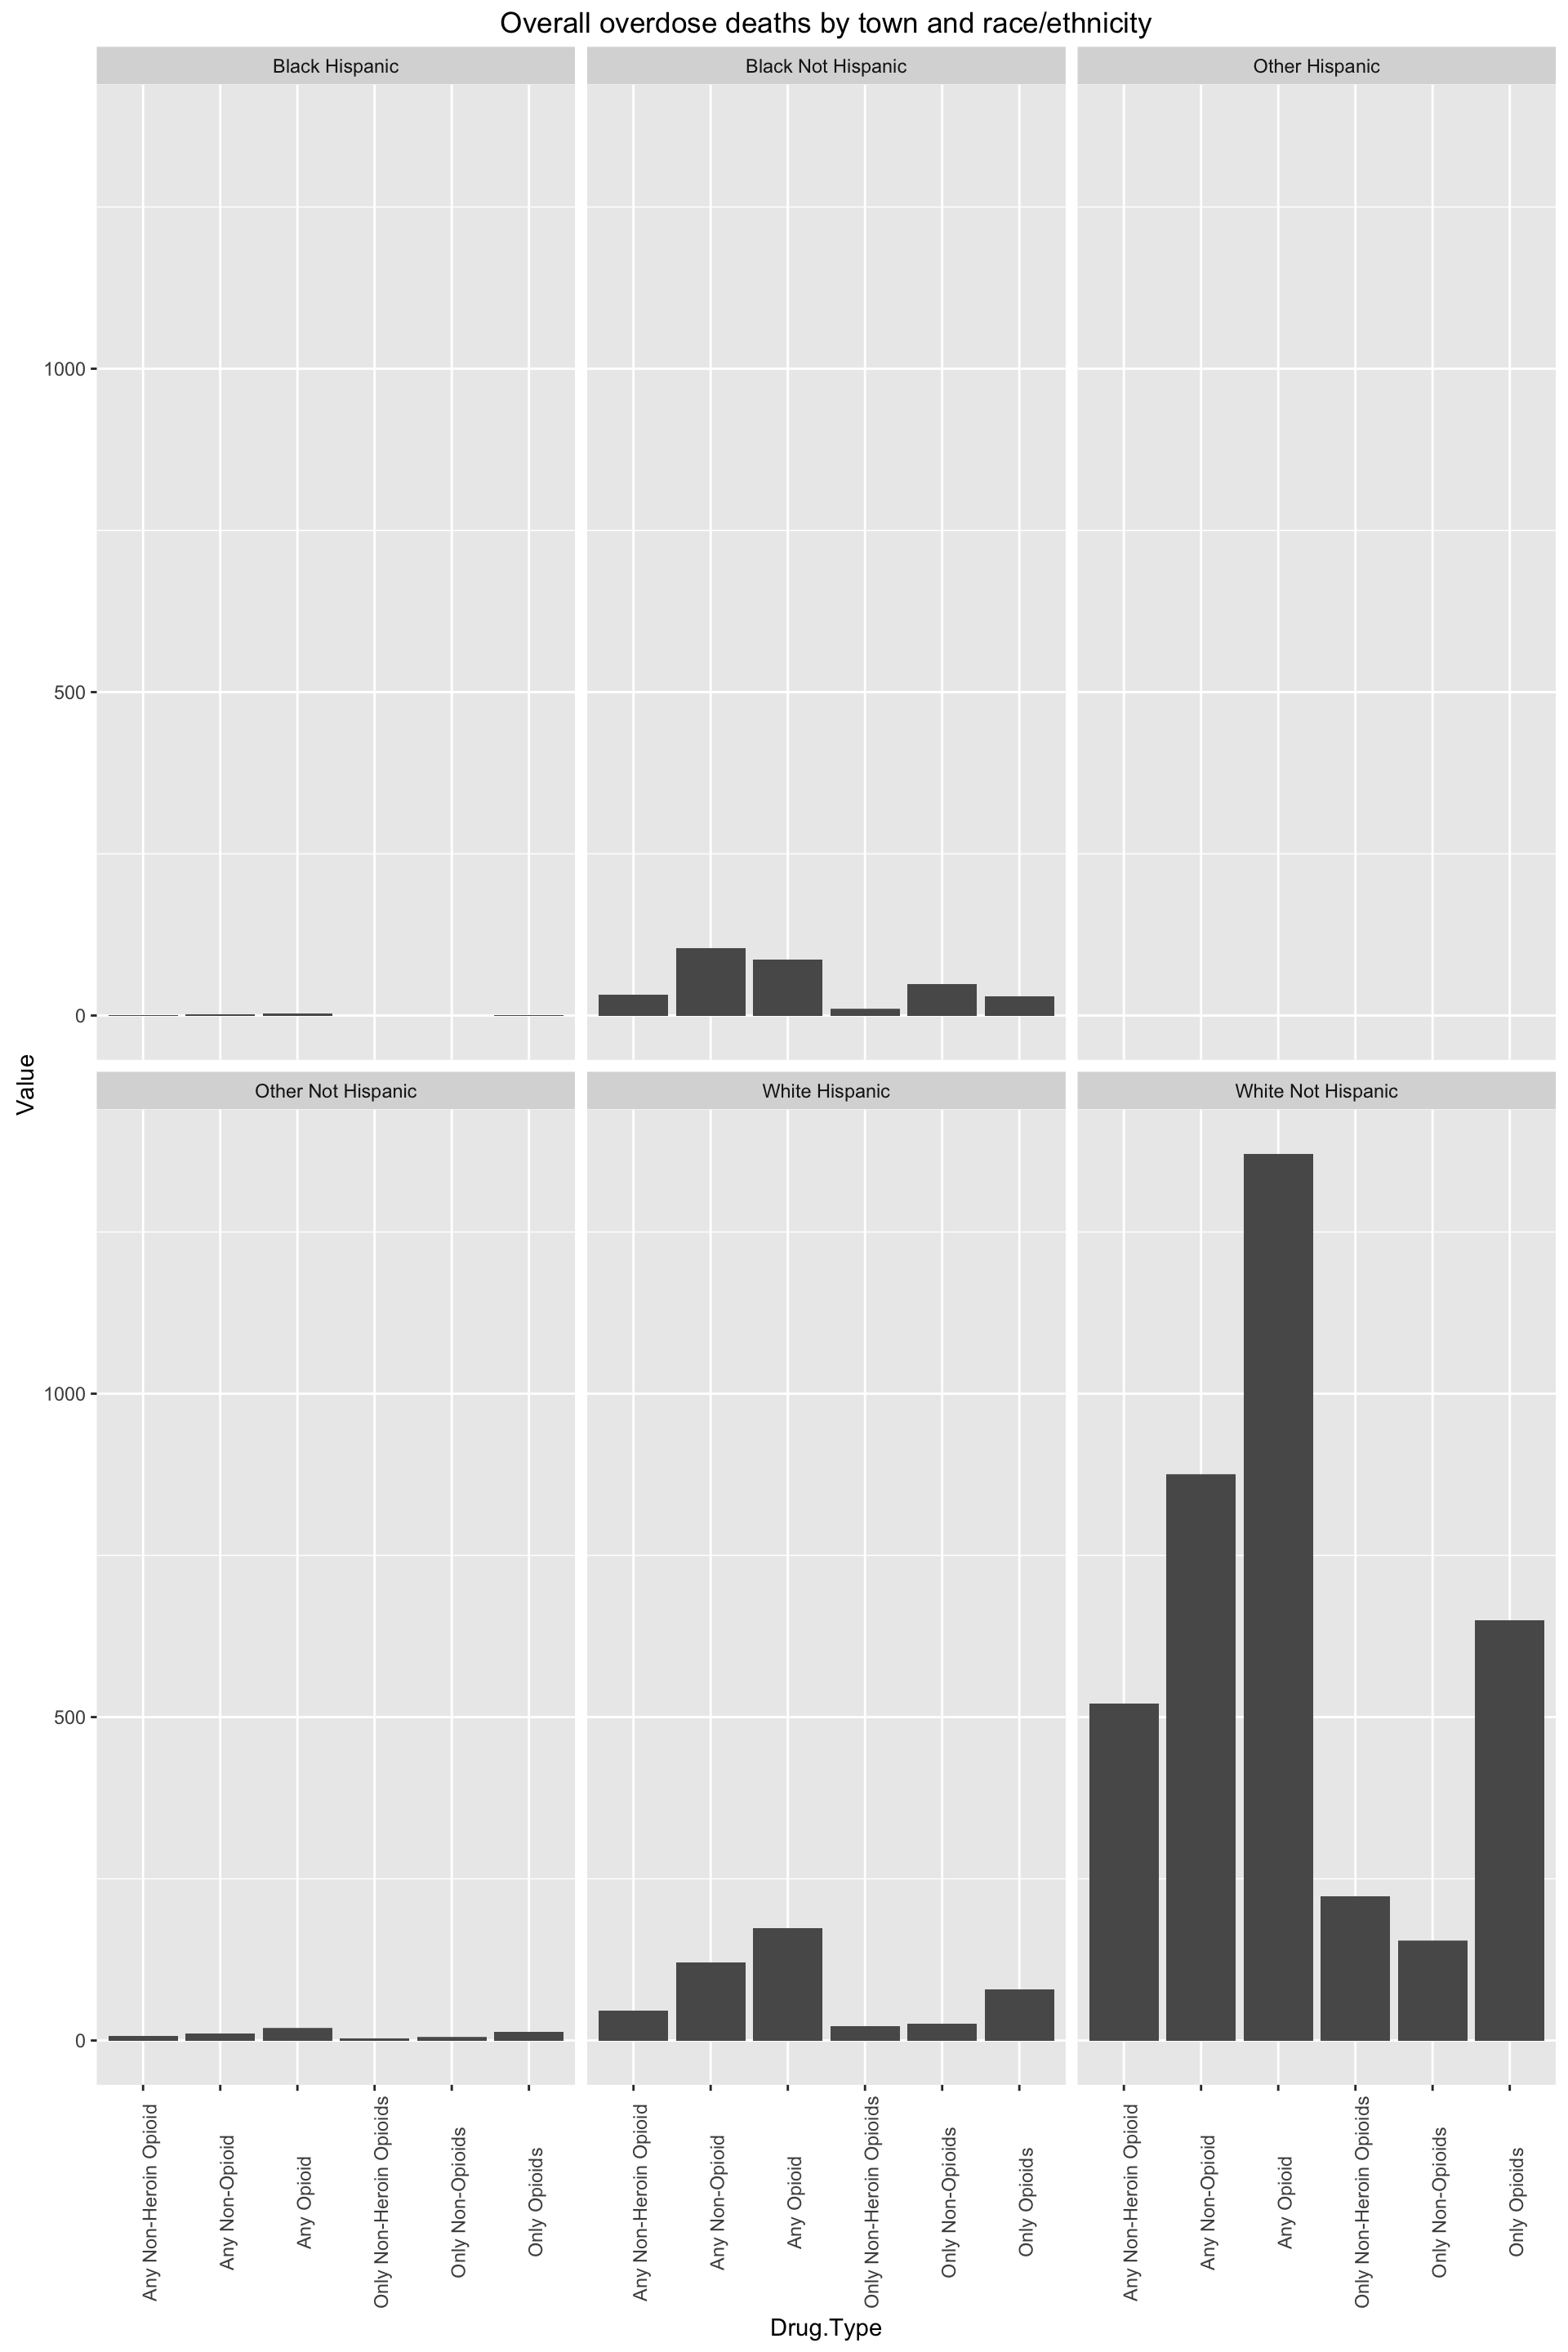 Overall overdose deaths by town and race/ethnicity
Black Hispanic
Black Not Hispanic
Other Hispanic
1000
500
0
Value
Other Not Hispanic
White Hispanic
White Not Hispanic
1000
500
0
Any Non-Heroin Opioid
Any Non-Opioid
Any Opioid
Only Non-Heroin Opioids
Only Non-Opioids
Only Opioids
Any Non-Heroin Opioid
Any Non-Opioid
Any Opioid
Only Non-Heroin Opioids
Only Non-Opioids
Only Opioids
Any Non-Heroin Opioid
Any Non-Opioid
Any Opioid
Only Non-Heroin Opioids
Only Non-Opioids
Only Opioids
Drug.Type